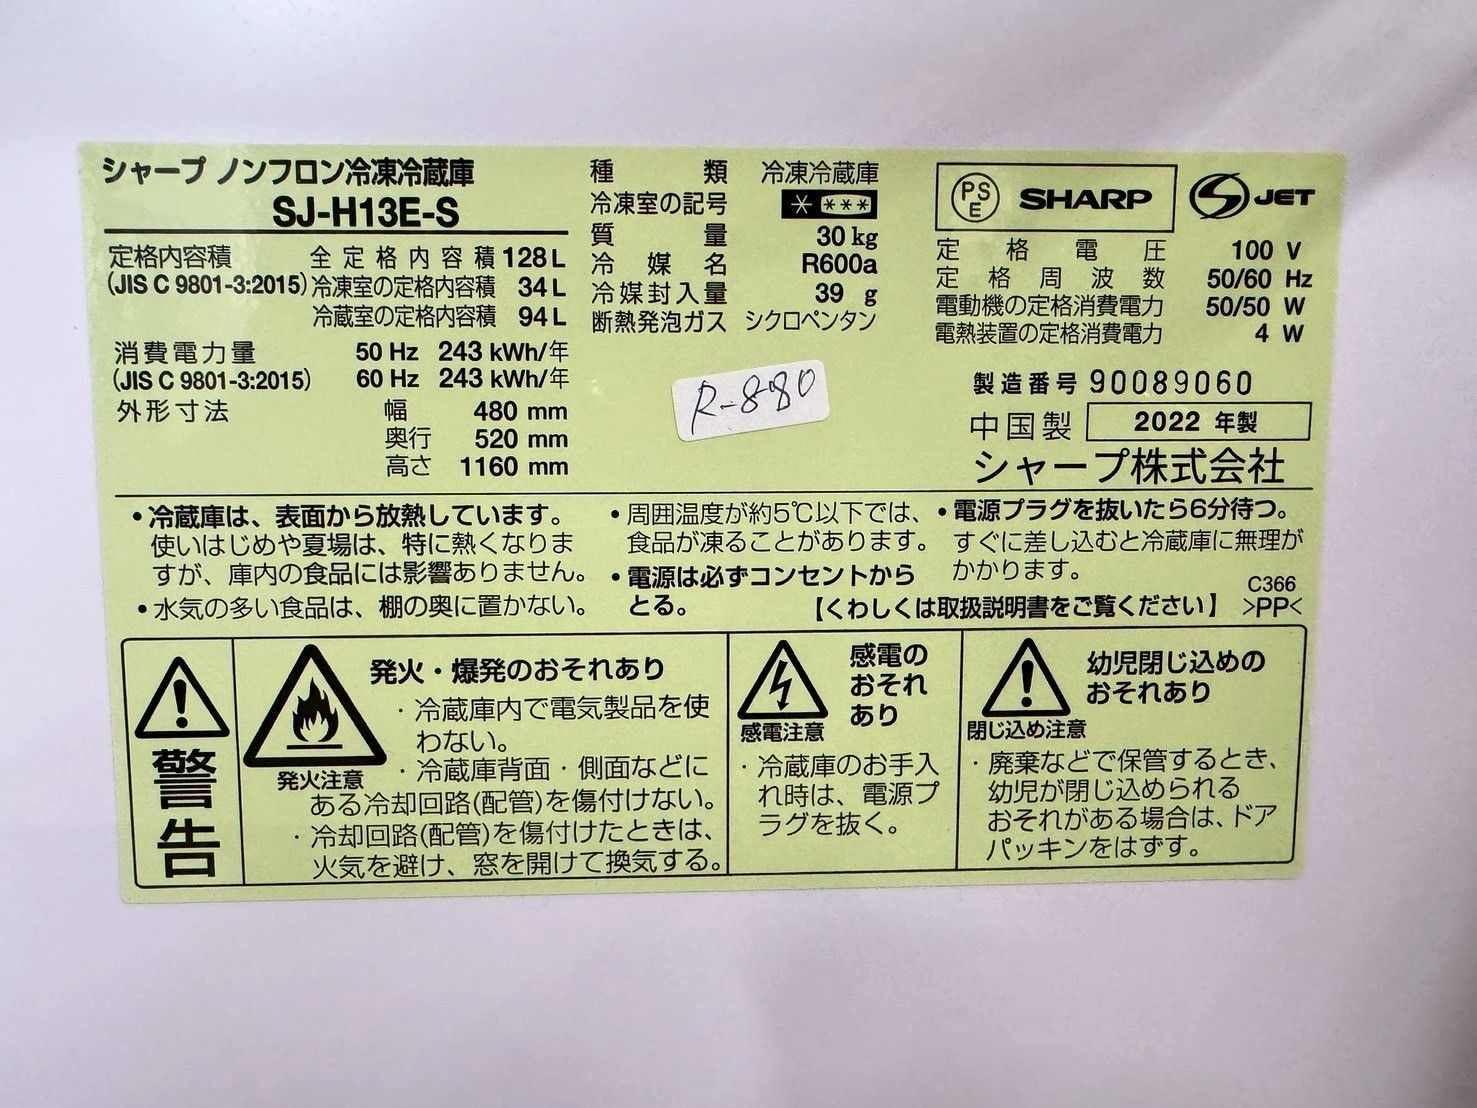 シャープ ノンフロン冷凍冷蔵庫
SJ-H13E-S
定格内容積 全定格内容積 128 L
(JIS C 9801-3:2015) 冷凍室の定格内容積 34 L
冷蔵室の定格内容積 94 L
消費電力量 50 Hz 243 kWh/年
(JIS C 9801-3:2015) 60 Hz 243 kWh/年
外形寸法 幅 480 mm
奥行 520 mm
高さ 1160 mm
種類 冷凍冷蔵庫
冷凍室の記号 * ***
質量 30 kg
冷媒名 R600a
冷媒封入量 39 g
断熱発泡ガス シクロペンタン
R-880
PSE SHARP S JET
定格電圧 100 V
定格周波数 50/60 Hz
電動機の定格消費電力 50/50 W
電熱装置の定格消費電力 4 W
製造番号 90089060
中国製 2022 年製
シャープ株式会社
・冷蔵庫は、表面から放熱しています。
使いはじめや夏場は、特に熱くなりま
すが、庫内の食品には影響ありません。
・水気の多い食品は、棚の奥に置かない。
・周囲温度が約5℃以下では、
食品が凍ることがあります。
・電源は必ずコンセントから
とる。
・電源プラグを抜いたら6分待つ。
すぐに差し込むと冷蔵庫に無理が
かかります。
【くわしくは取扱説明書をご覧ください】
C366
>PP<
警告
発火注意
発火・爆発のおそれあり
・冷蔵庫内で電気製品を使
わない。
・冷蔵庫背面・側面などに
ある冷却回路(配管)を傷付けない。
・冷却回路(配管)を傷付けたときは、
火気を避け、窓を開けて換気する。
感電注意
感電の
おそれ
あり
・冷蔵庫のお手入
れ時は、電源プ
ラグを抜く。
閉じ込め注意
幼児閉じ込めの
おそれあり
・廃棄などで保管するとき、
幼児が閉じ込められる
おそれがある場合は、ドア
パッキンをはずす。